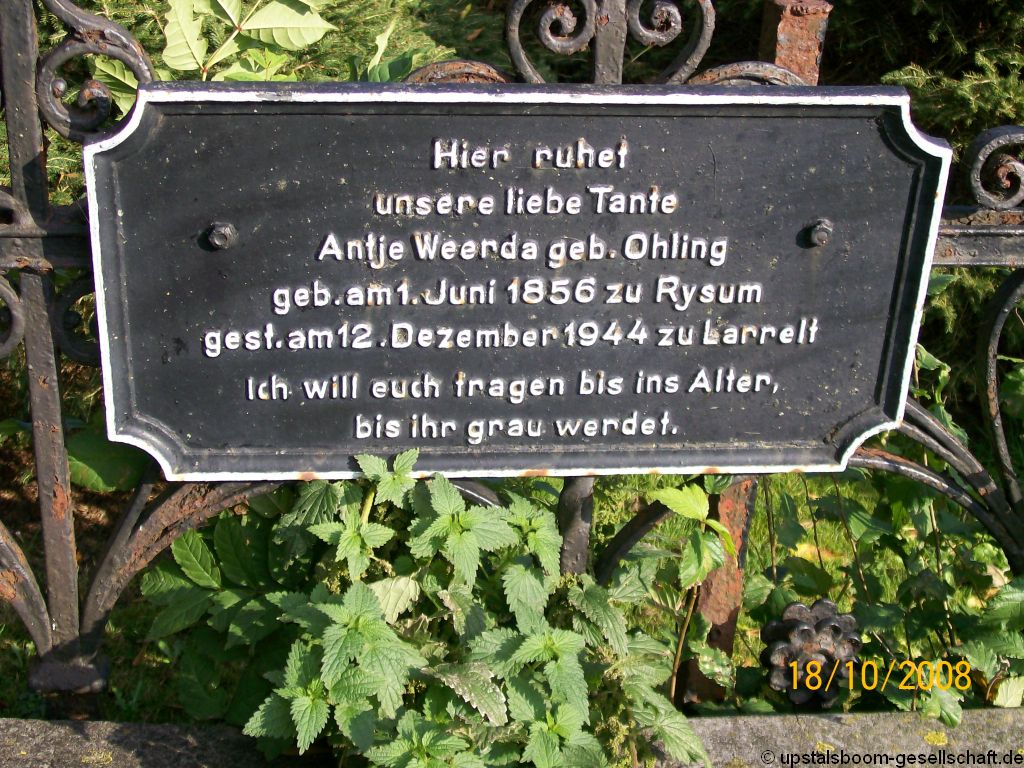 Hier ruhet
unsere liebe Tante
Antje Weerda geb. Ohling
geb. am 1. Juni 1856 zu Rysum
gest. am 12. Dezember 1944 zu Larrelt
Ich will euch tragen bis ins Alter,
bis ihr grau werdet.
18/10/2008
© upstalsboom-gesellschaft.de